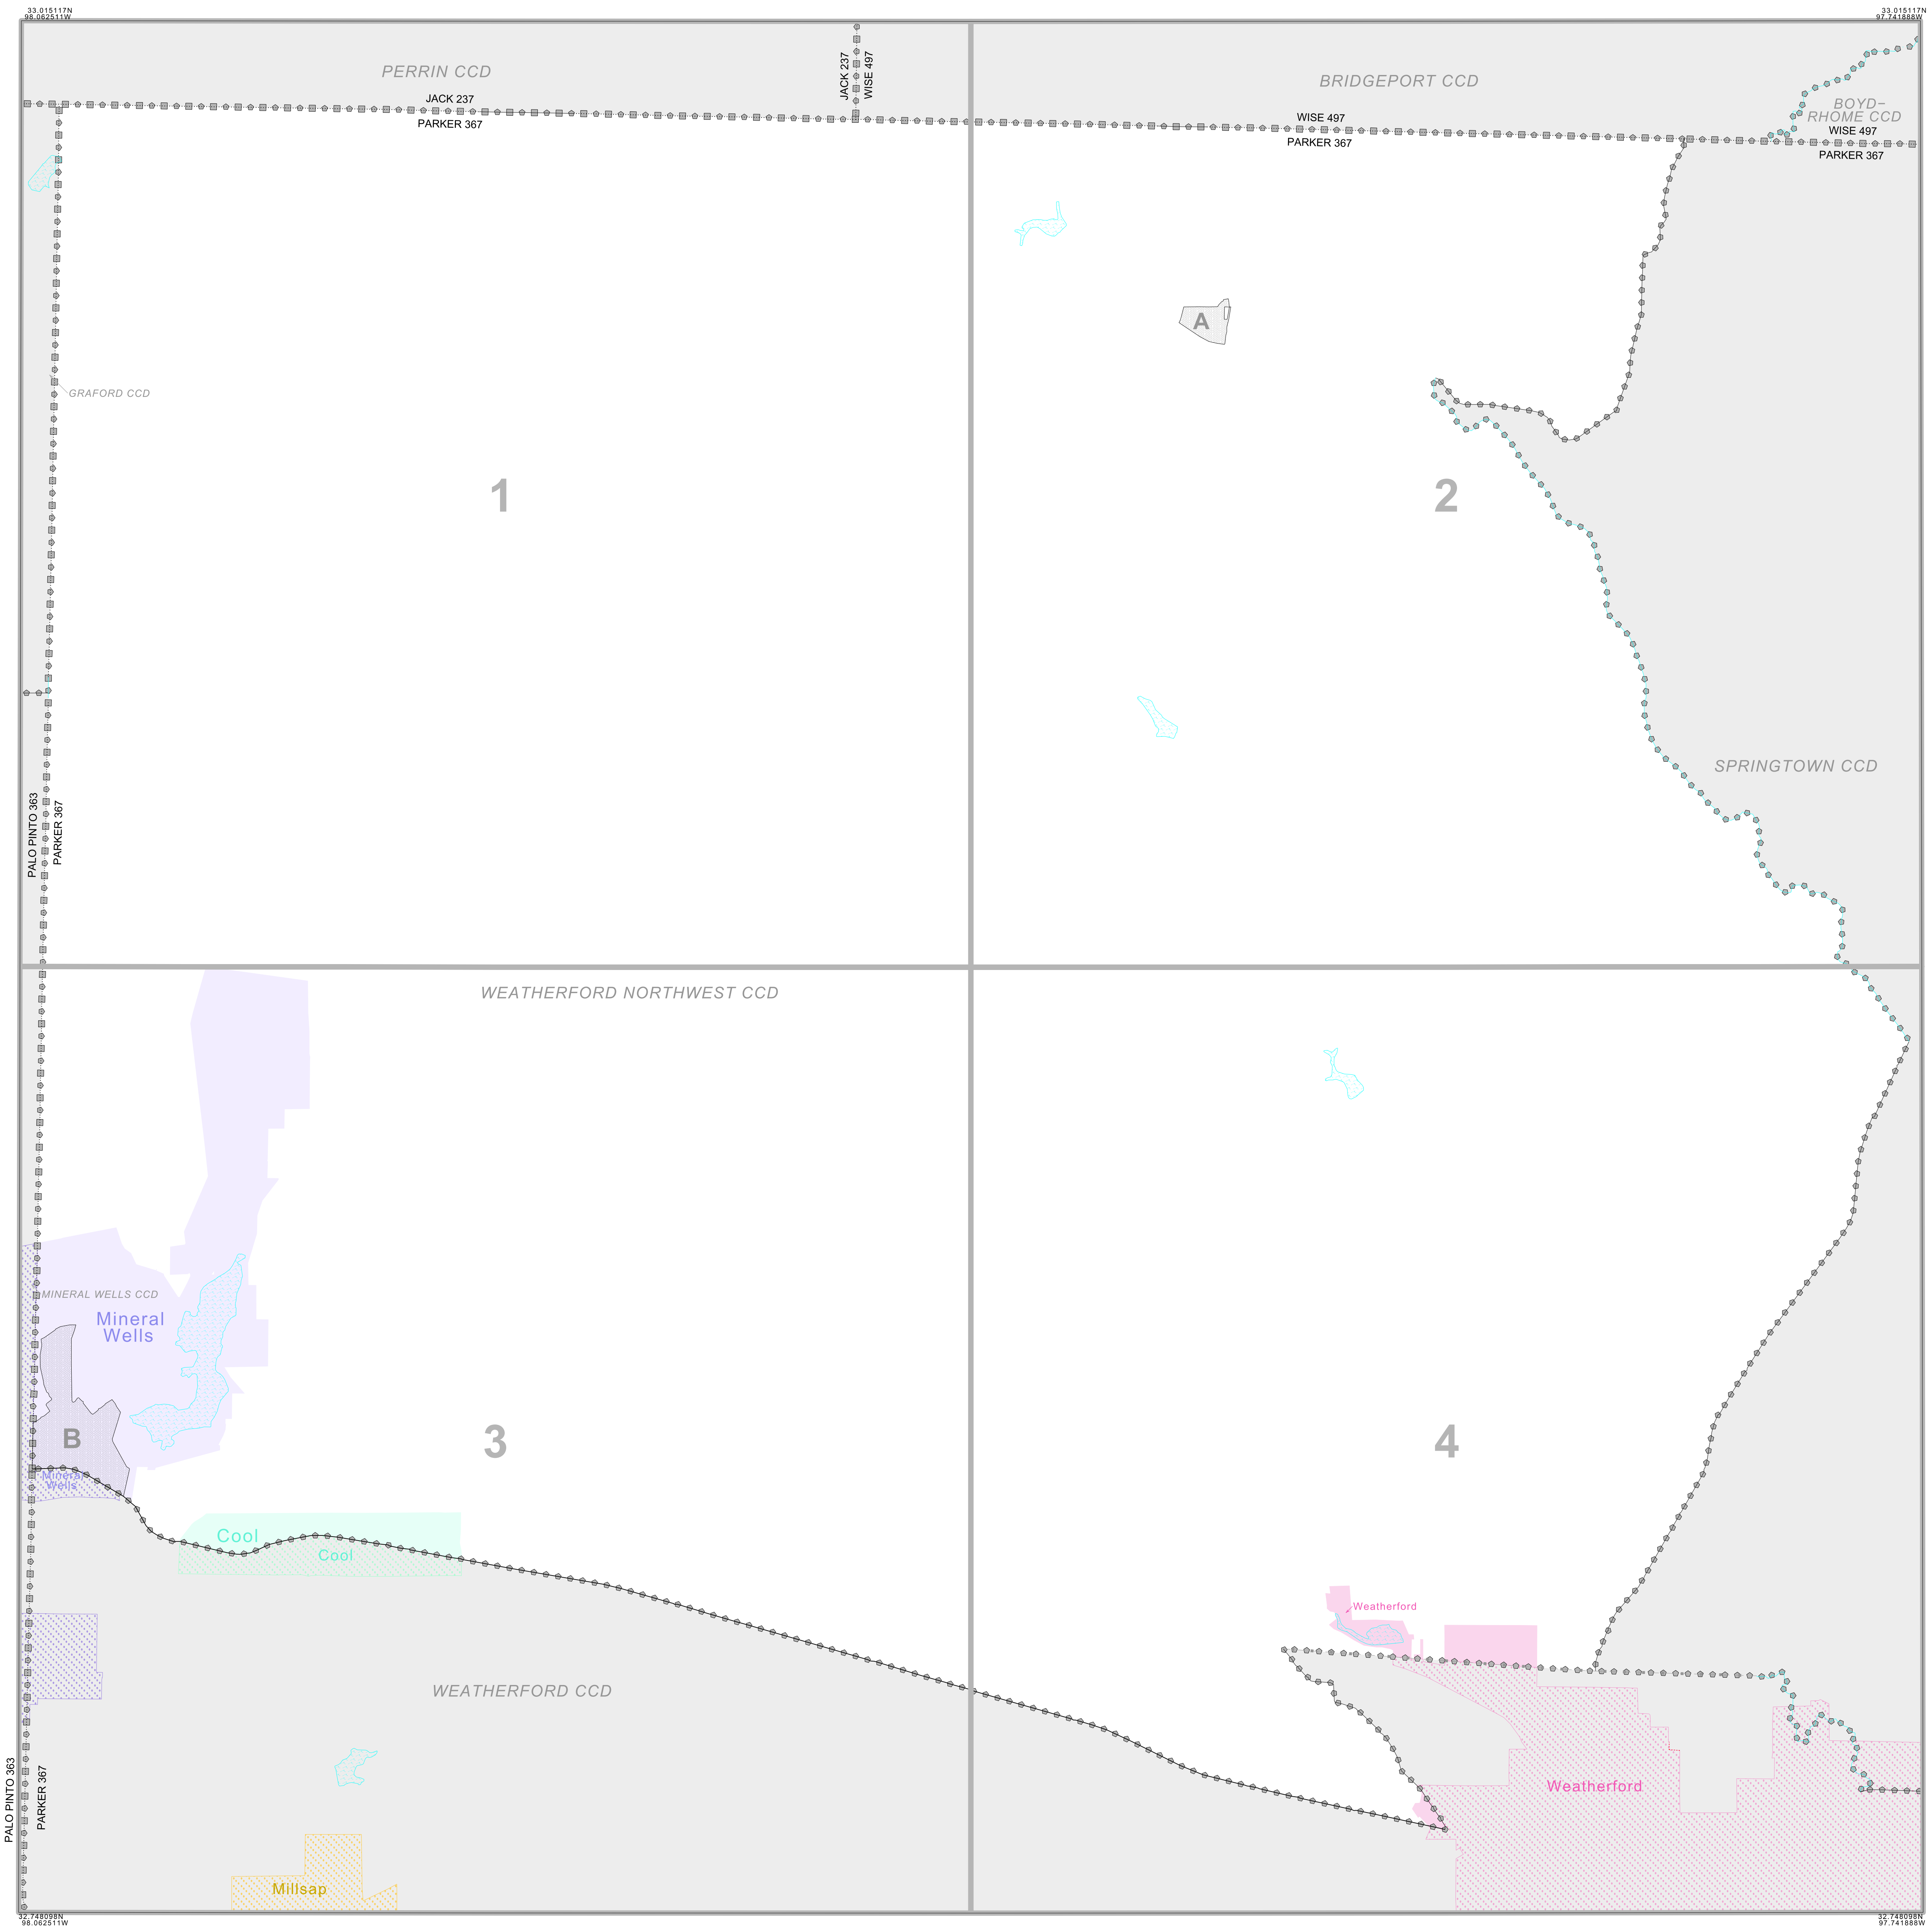 33.015117N
98.062511W
33.015117N
97.741888W
PERRIN CCD
JACK 237
WISE 497
BRIDGEPORT CCD
BOYD–
RHOME CCD
JACK 237
PARKER 367
WISE 497
PARKER 367
WISE 497
PARKER 367
A
GRAFORD CCD
1
2
SPRINGTOWN CCD
PALO PINTO 363
PARKER 367
WEATHERFORD NORTHWEST CCD
MINERAL WELLS CCD
Mineral
Wells
B
3
4
Mineral
Wells
Cool
Cool
Weatherford
WEATHERFORD CCD
PALO PINTO 363
PARKER 367
Weatherford
Millsap
32.748098N
98.062511W
32.748098N
97.741888W